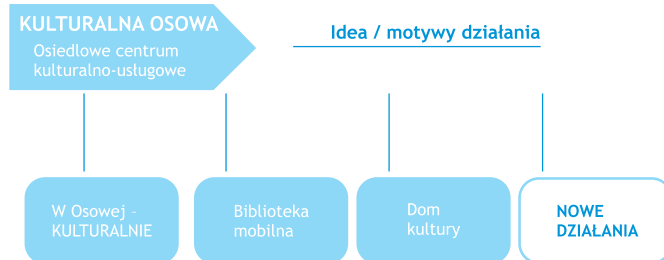 KULTURALNA OSOWA
Osiedlowe centrum
kulturalno-usługowe
Idea / motywy działania
W Osowej -
KULTURALNIE
Biblioteka
mobilna
Dom
kultury
NOWE
DZIAŁANIA